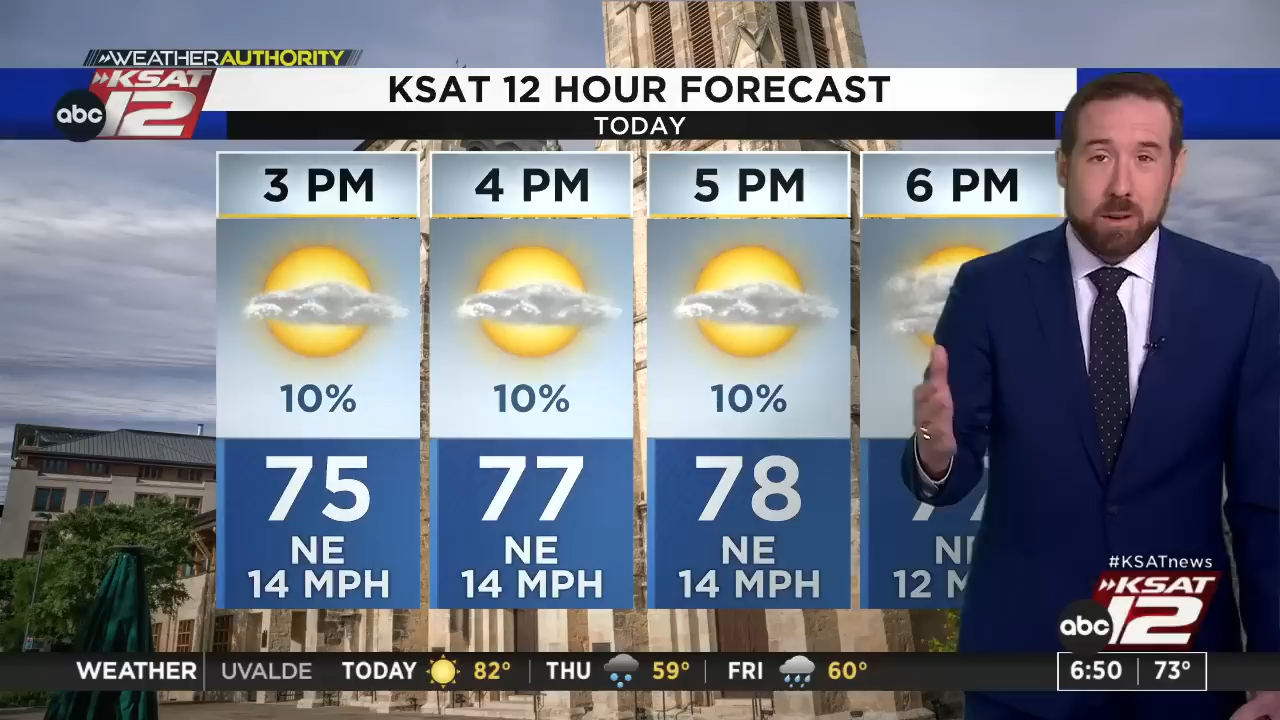 WEATHERAUTHORITY
KSAT
abc 12
KSAT 12 HOUR FORECAST
TODAY
3 PM
4 PM
5 PM
6 PM
10%
10%
10%
75
77
78
NE
NE
NE
14 MPH
14 MPH
14 MPH
12
#KSATnews
KSAT
abc 12
WEATHER UVALDE TODAY 82° THU 59° FRI 60°
6:50 73°